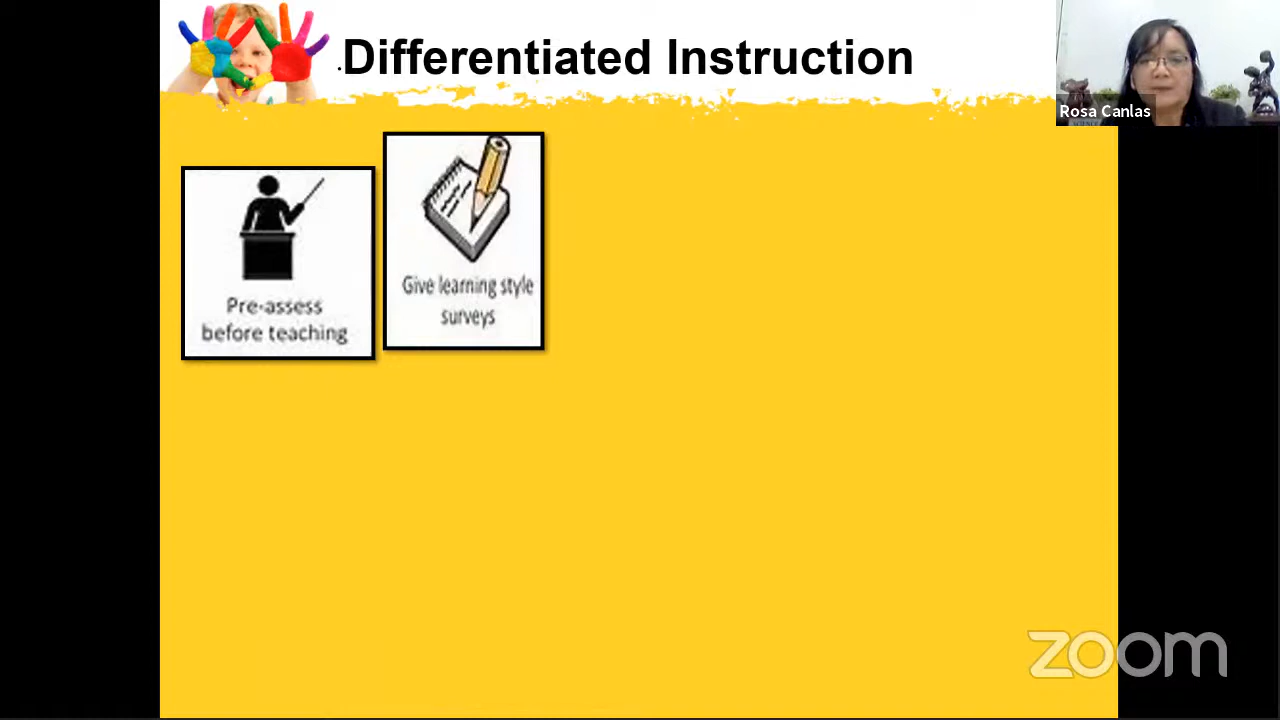 .Differentiated Instruction
Rosa Canlas
Pre-assess
before teaching
Give learning style
surveys
zoom